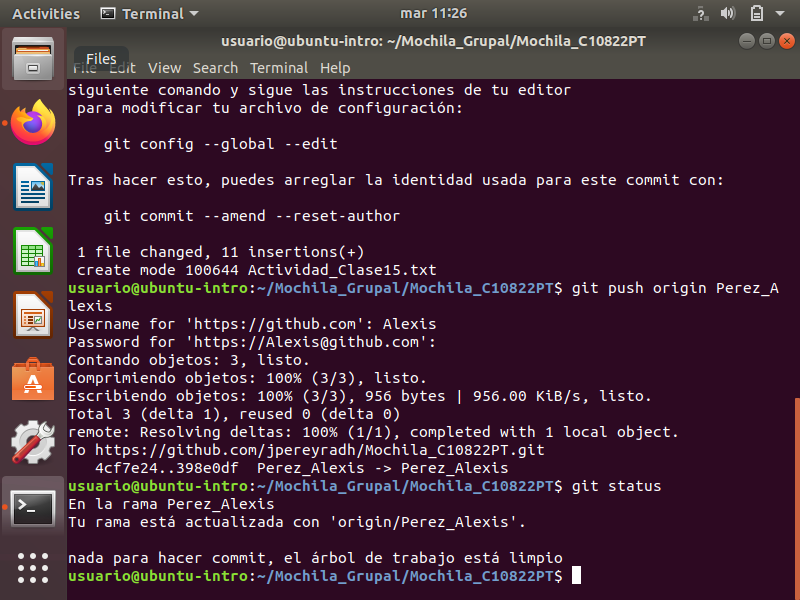 Activities Terminal mar 11:26
usuario@ubuntu-intro: ~/Mochila_Grupal/Mochila_C10822PT
Files
File Edit View Search Terminal Help
siguiente comando y sigue las instrucciones de tu editor
para modificar tu archivo de configuración:
git config --global --edit
Tras hacer esto, puedes arreglar la identidad usada para este commit con:
git commit --amend --reset-author
1 file changed, 11 insertions(+)
create mode 100644 Actividad_Clase15.txt
usuario@ubuntu-intro:~/Mochila_Grupal/Mochila_C10822PT$ git push origin Perez_A
lexis
Username for 'https://github.com': Alexis
Password for 'https://Alexis@github.com':
Contando objetos: 3, listo.
Comprimiendo objetos: 100% (3/3), listo.
Escribiendo objetos: 100% (3/3), 956 bytes | 956.00 KiB/s, listo.
Total 3 (delta 1), reused 0 (delta 0)
remote: Resolving deltas: 100% (1/1), completed with 1 local object.
To https://github.com/jpereyradh/Mochila_C10822PT.git
4cf7e24..398e0df Perez_Alexis -> Perez_Alexis
usuario@ubuntu-intro:~/Mochila_Grupal/Mochila_C10822PT$ git status
En la rama Perez_Alexis
Tu rama está actualizada con 'origin/Perez_Alexis'.
nada para hacer commit, el árbol de trabajo está limpio
usuario@ubuntu-intro:~/Mochila_Grupal/Mochila_C10822PT$